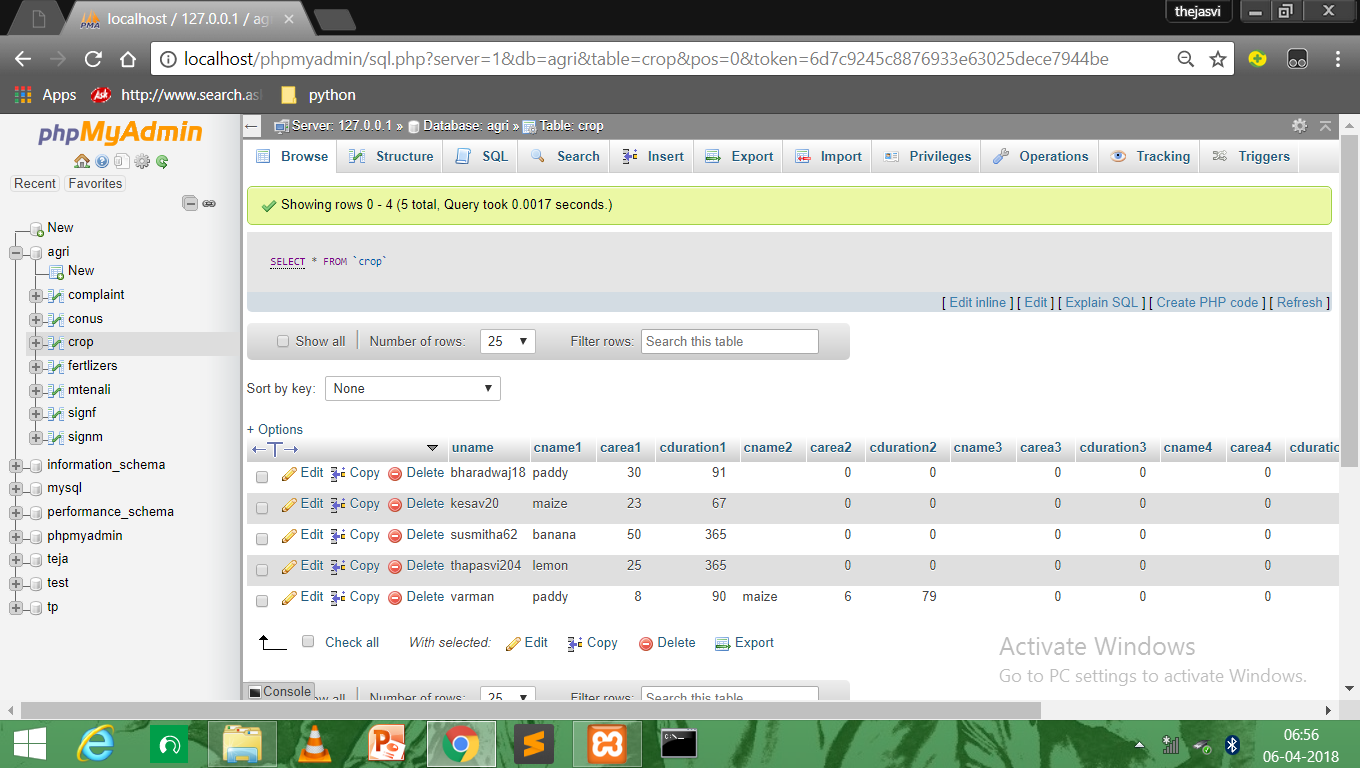 localhost / 127.0.0.1 / ag
thejasvi
localhost/phpmyadmin/sql.php?server=1&db=agri&table=crop&pos=0&token=6d7c9245c8876933e63025dece7944be
Apps http://www.search.as python
phpMyAdmin
Recent Favorites
New
agri
New
complaint
conus
crop
fertlizers
mtenali
signf
signm
information_schema
mysql
performance_schema
phpmyadmin
teja
test
tp
Server: 127.0.0.1 » Database: agri » Table: crop
Browse Structure SQL Search Insert Export Import Privileges Operations Tracking Triggers
Showing rows 0 - 4 (5 total, Query took 0.0017 seconds.)
SELECT * FROM `crop`
[ Edit inline ] [ Edit ] [ Explain SQL ] [ Create PHP code ] [ Refresh ]
Show all Number of rows: 25 Filter rows: Search this table
Sort by key: None
+ Options
uname cname1 carea1 cduration1 cname2 carea2 cduration2 cname3 carea3 cduration3 cname4 carea4 cduratic
Edit Copy Delete bharadwaj18 paddy 30 91 0 0 0 0 0
Edit Copy Delete kesav20 maize 23 67 0 0 0 0 0
Edit Copy Delete susmitha62 banana 50 365 0 0 0 0 0
Edit Copy Delete thapasvi204 lemon 25 365 0 0 0 0 0
Edit Copy Delete varman paddy 8 90 maize 6 79 0 0 0
Check all With selected: Edit Copy Delete Export
Activate Windows
Go to PC settings to activate Windows.
Console
Number of rows: 25 Filter rows: Search this table
06:56
06-04-2018